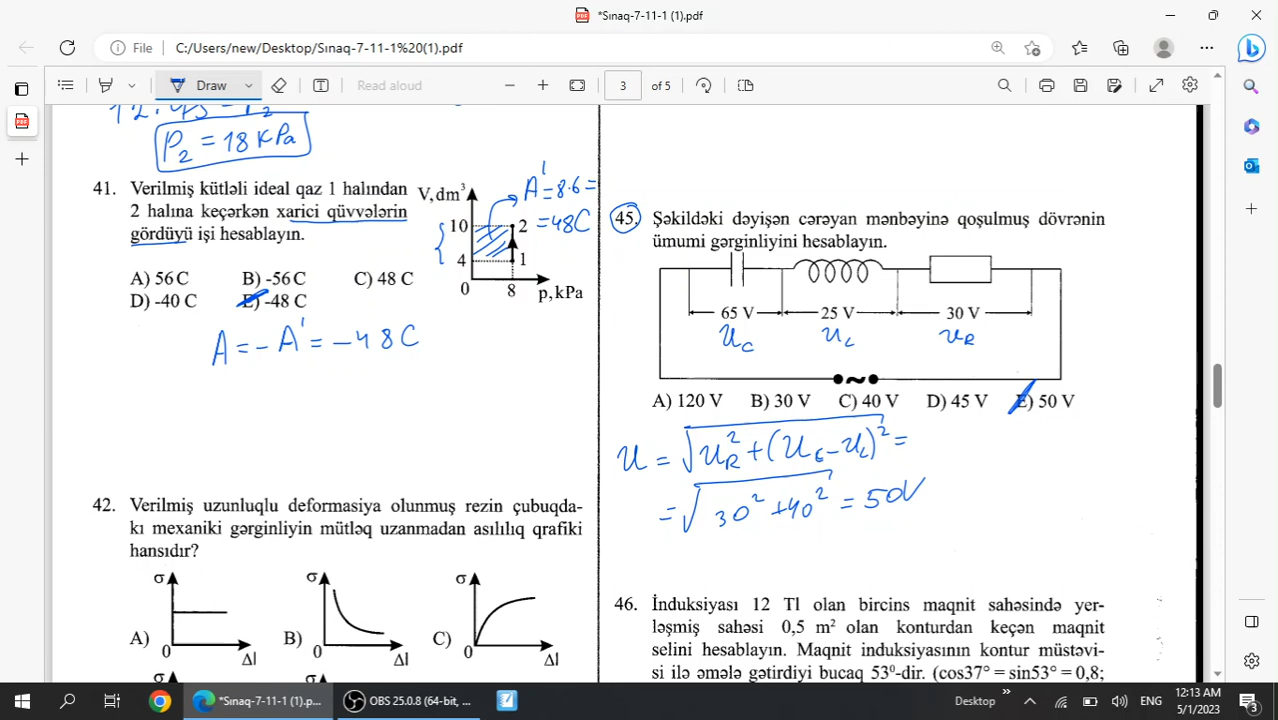 *Sınaq-7-11-1 (1).pdf
File C:/Users/new/Desktop/Sınaq-7-11-1%20(1).pdf
Draw Read aloud 3 of 5
P₂ = 18 KPa
41. Verilmiş kütləli ideal qaz 1 halından
2 halına keçərkən xarici qüvvələrin
gördüyü işi hesablayın.
A) 56 C B) -56 C C) 48 C
D) -40 C E) -48 C
V, dm³
10 2
4 1
0 8 p, kPa
A' = 8·6 =
= 48C
A = - A' = - 48 C
42. Verilmiş uzunluqlu deformasiya olunmuş rezin çubuqda-
kı mexaniki gərginliyin mütləq uzanmadan asılılıq qrafiki
hansıdır?
σ σ σ
A) B) C)
0 Δl 0 Δl 0 Δl
σ σ
45. Şəkildəki dəyişən cərəyan mənbəyinə qoşulmuş dövrənin
ümumi gərginliyini hesablayın.
65 V 25 V 30 V
U_C U_L U_R
~
A) 120 V B) 30 V C) 40 V D) 45 V E) 50 V
U = √U_R² + (U_C - U_L)² =
= √30² + 40² = 50V
46. İnduksiyası 12 Tl olan bircins maqnit sahəsində yer-
ləşmiş sahəsi 0,5 m² olan konturdan keçən maqnit
selini hesablayın. Maqnit induksiyasının kontur müstəvi-
si ilə əmələ gətirdiyi bucaq 53⁰-dir. (cos37° = sin53° = 0,8;
*Sınaq-7-11-1 (1).p... OBS 25.0.8 (64-bit, ... Desktop ENG 12:13 AM
5/1/2023 3